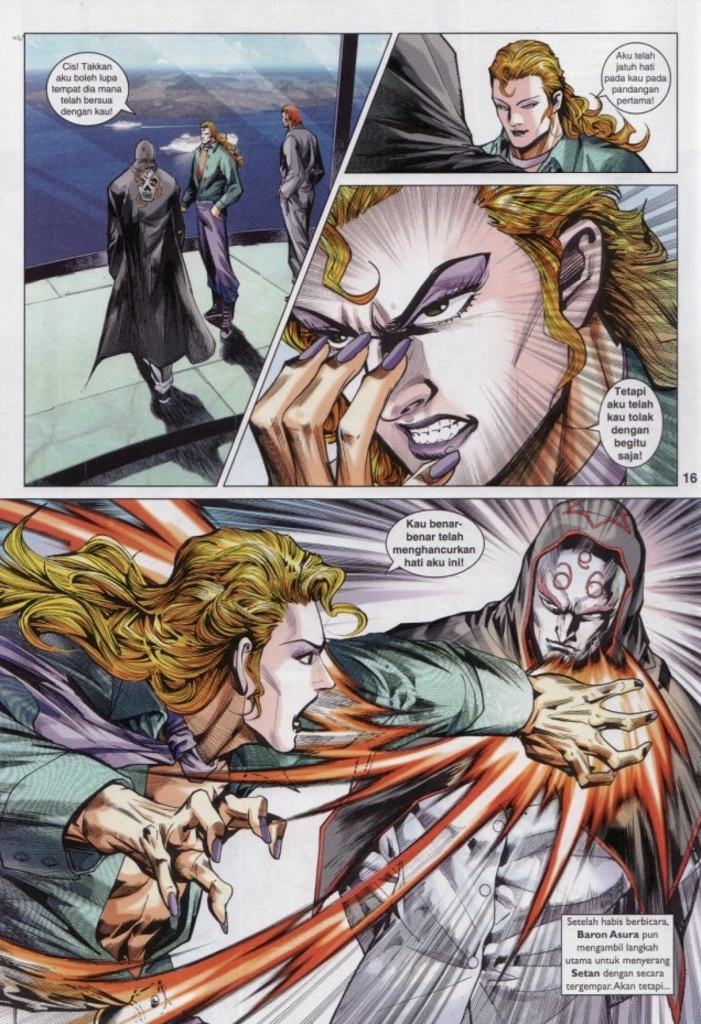 Cis! Takkan
aku boleh lupa
tempat dia mana
telah bersua
dengan kau!
Aku telah
jatuh hati
pada kau pada
pandangan
pertama!
Tetapi
aku telah
kau tolak
dengan
begitu
saja!
16
Kau benar-
benar telah
menghancurkan
hati aku ini!
Setelah habis berbicara,
Baron Asura pun
mengambil langkah
utama untuk menyerang
Setan dengan secara
tergempar. Akan tetapi...